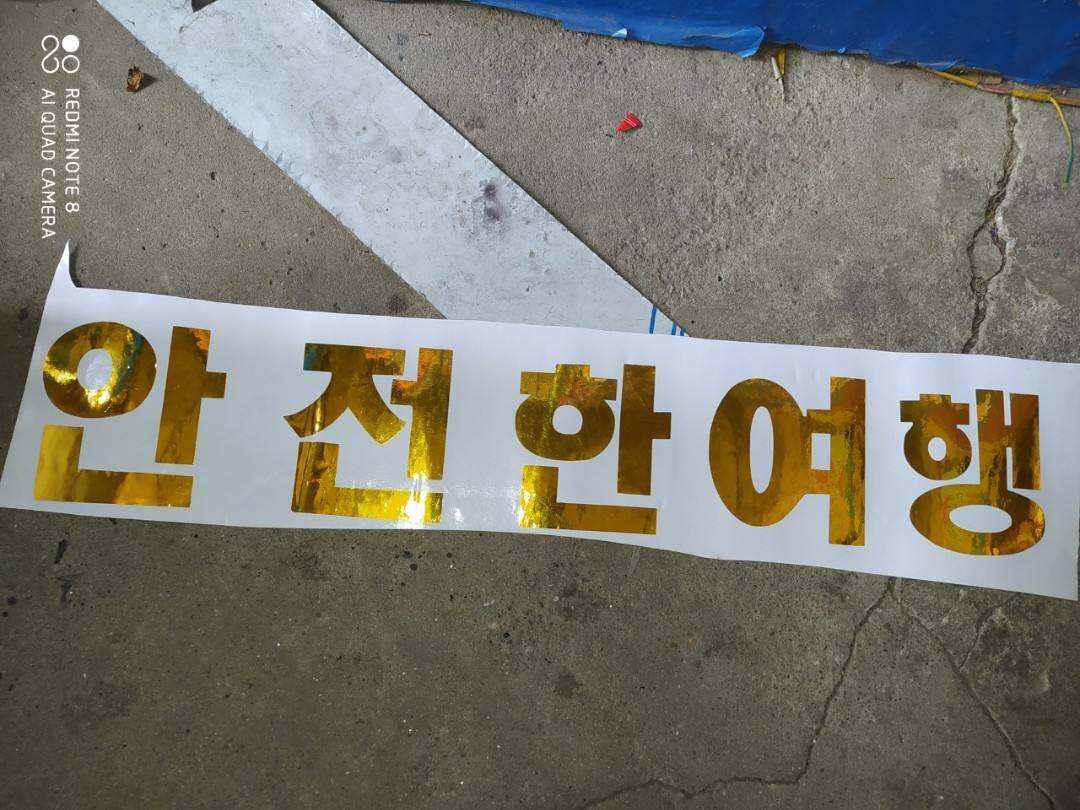 REDMI NOTE 8
AI QUAD CAMERA
안전한여행